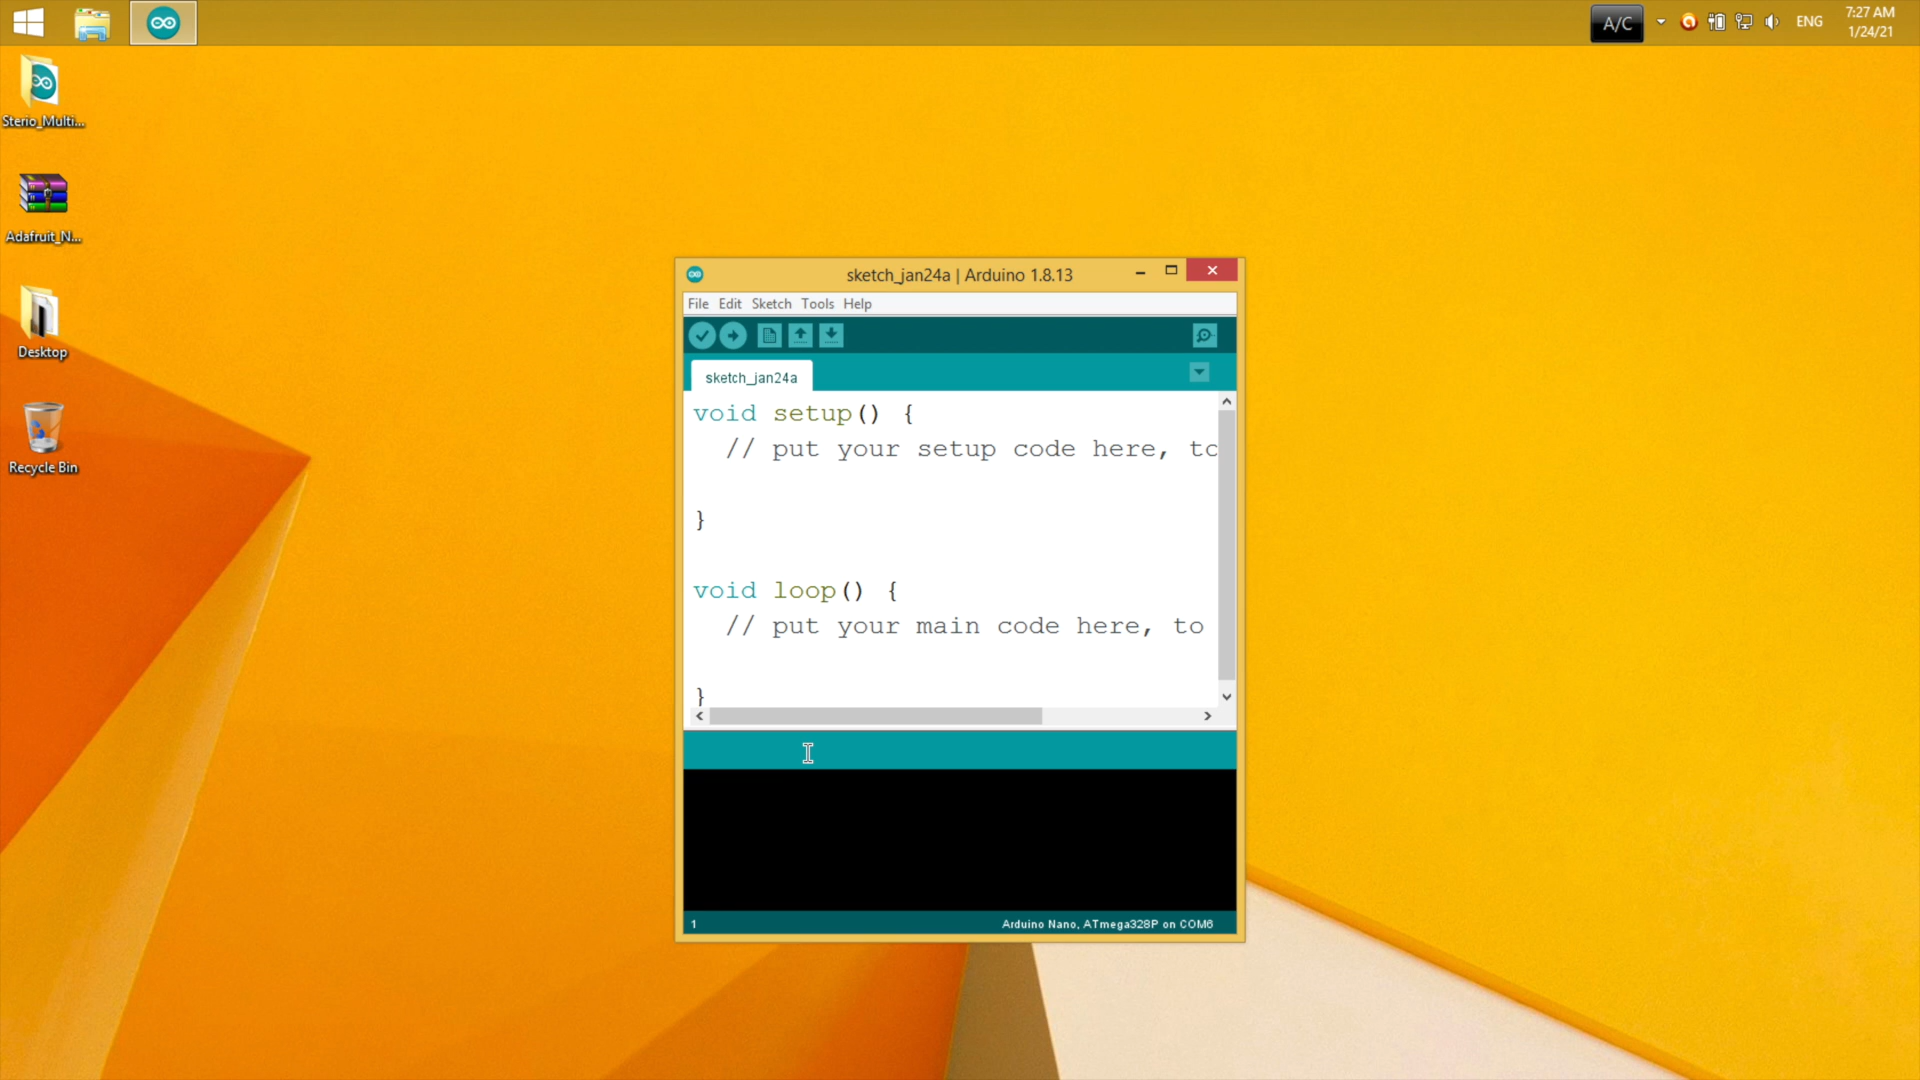 A/C
ENG
7:27 AM
1/24/21
Sterio_Multi...
Adafruit_N...
Desktop
Recycle Bin
sketch_jan24a | Arduino 1.8.13
File Edit Sketch Tools Help
sketch_jan24a
void setup() {
// put your setup code here, to
}
void loop() {
// put your main code here, to
}
1
Arduino Nano, ATmega328P on COM6